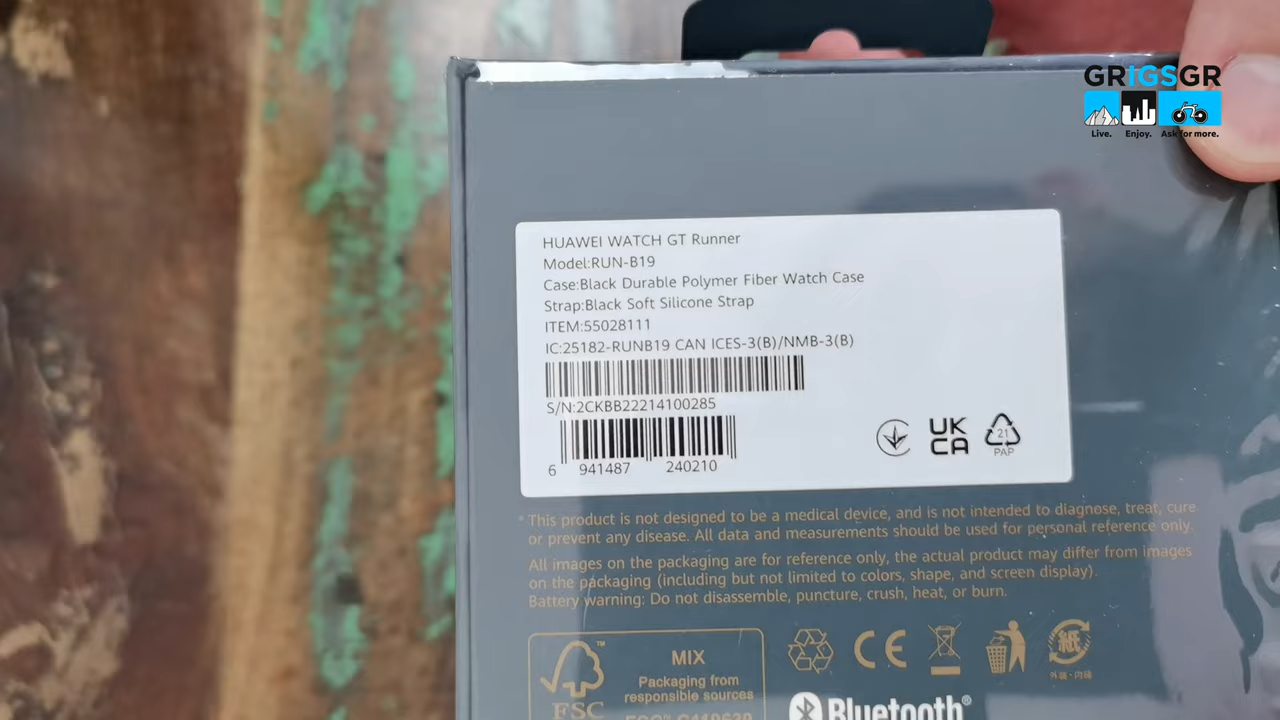 GRIGSGR
Live. Enjoy. Ask for more.
HUAWEI WATCH GT Runner
Model:RUN-B19
Case:Black Durable Polymer Fiber Watch Case
Strap:Black Soft Silicone Strap
ITEM:55028111
IC:25182-RUNB19 CAN ICES-3(B)/NMB-3(B)
S/N:2CKBB22214100285
6 941487 240210
UK
CA
21
PAP
* This product is not designed to be a medical device, and is not intended to diagnose, treat, cure
or prevent any disease. All data and measurements should be used for personal reference only.
All images on the packaging are for reference only, the actual product may differ from images
on the packaging (including but not limited to colors, shape, and screen display).
Battery warning: Do not disassemble, puncture, crush, heat, or burn.
FSC
™
MIX
Packaging from
responsible sources
CE
紙
Bluetooth®